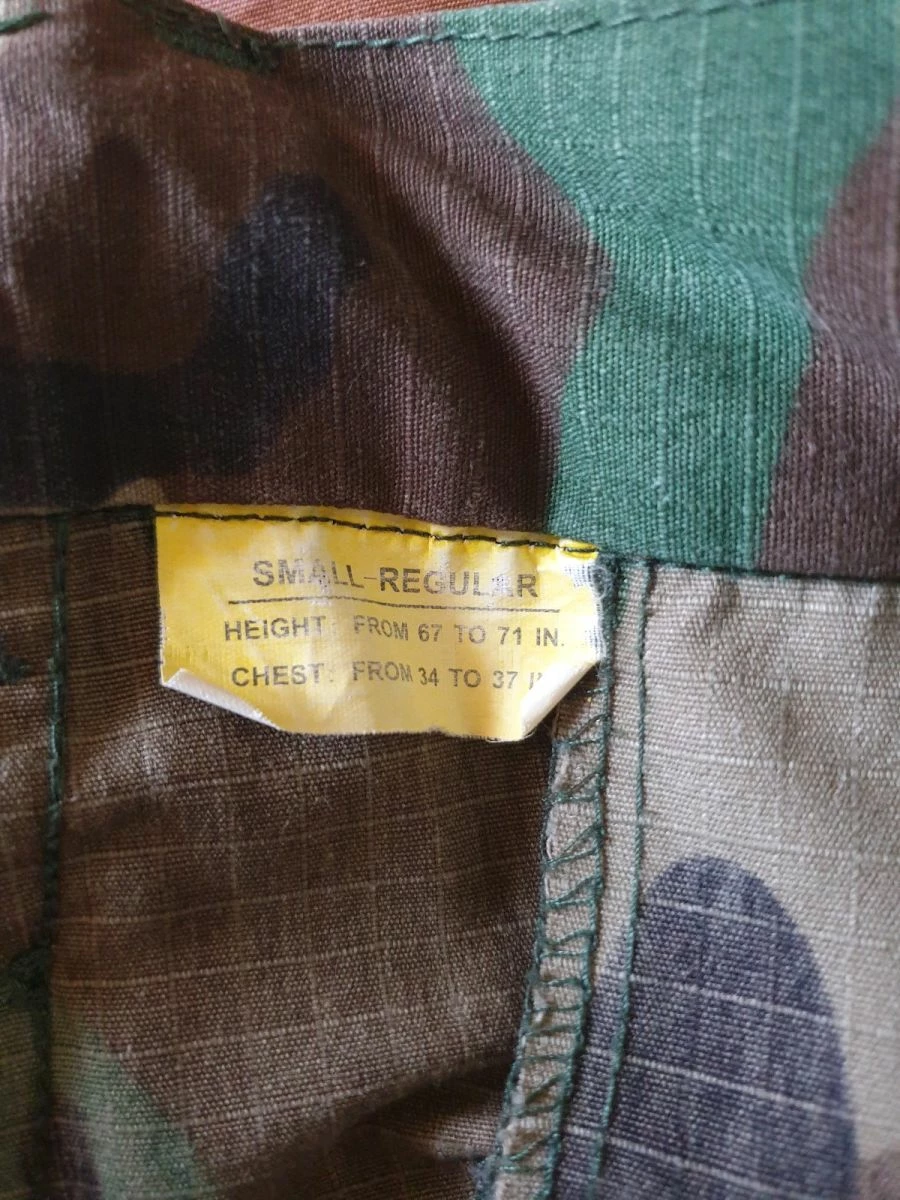 SMALL-REGULAR
HEIGHT: FROM 67 TO 71 IN.
CHEST: FROM 34 TO 37